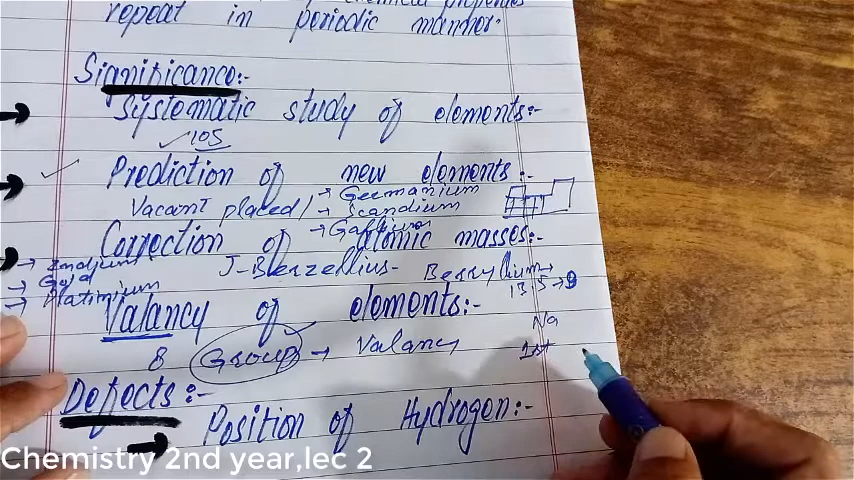 repeat in periodic manner.
Significance:-
Systematic study of elements:-
105
Prediction of new elements:-
Vacant placed / → Germanium
→ Scandium
→ Gallium
Correction of atomic masses:-
→ Indium
→ Gold
→ Platinium
J-Berzellius- Beryllium→
13.5→9
Valancy of elements:-
8 Group → Valancy
Na
1st
Defects:-
Position of Hydrogen:-
Chemistry 2nd year,lec 2